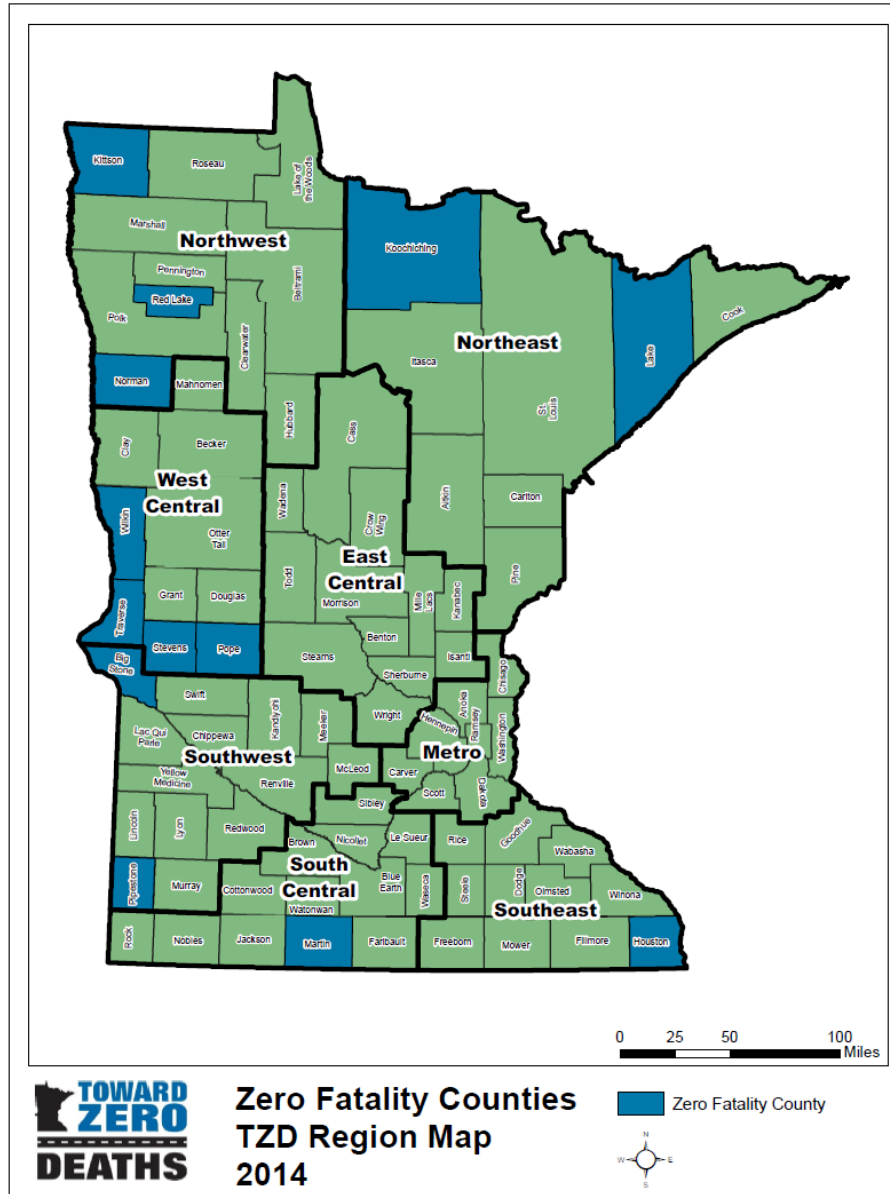 Kittson
Roseau
Lake of
the Woods
Marshall
Northwest
Koochiching
Pennington
Beltrami
Red Lake
Polk
Clearwater
Cook
Northeast
Itasca
Lake
Norman
Mahnomen
Hubbard
Cass
St.
Louis
Clay
Becker
West
Central
Wadena
Aitkin
Carlton
Wilkin
Crow
Wing
Otter
Tail
East
Central
Pine
Todd
Grant
Douglas
Morrison
Mille
Lacs
Kanabec
Traverse
Stevens
Pope
Benton
Big
Stone
Stearns
Isanti
Chisago
Sherburne
Swift
Kandiyohi
Meeker
Wright
Anoka
Hennepin
Ramsey
Washington
Lac Qui
Parle
Chippewa
Southwest
Metro
McLeod
Carver
Yellow
Medicine
Renville
Scott
Dakota
Sibley
Lincoln
Lyon
Redwood
Brown
Nicollet
Le Sueur
Rice
Goodhue
Wabasha
South
Central
Pipestone
Murray
Cottonwood
Watonwan
Blue
Earth
Waseca
Steele
Dodge
Olmsted
Winona
Southeast
Rock
Nobles
Jackson
Martin
Faribault
Freeborn
Mower
Fillmore
Houston
0 25 50 100
Miles
TOWARD
ZERO
DEATHS
Zero Fatality Counties
TZD Region Map
2014
Zero Fatality County
N
W E
S